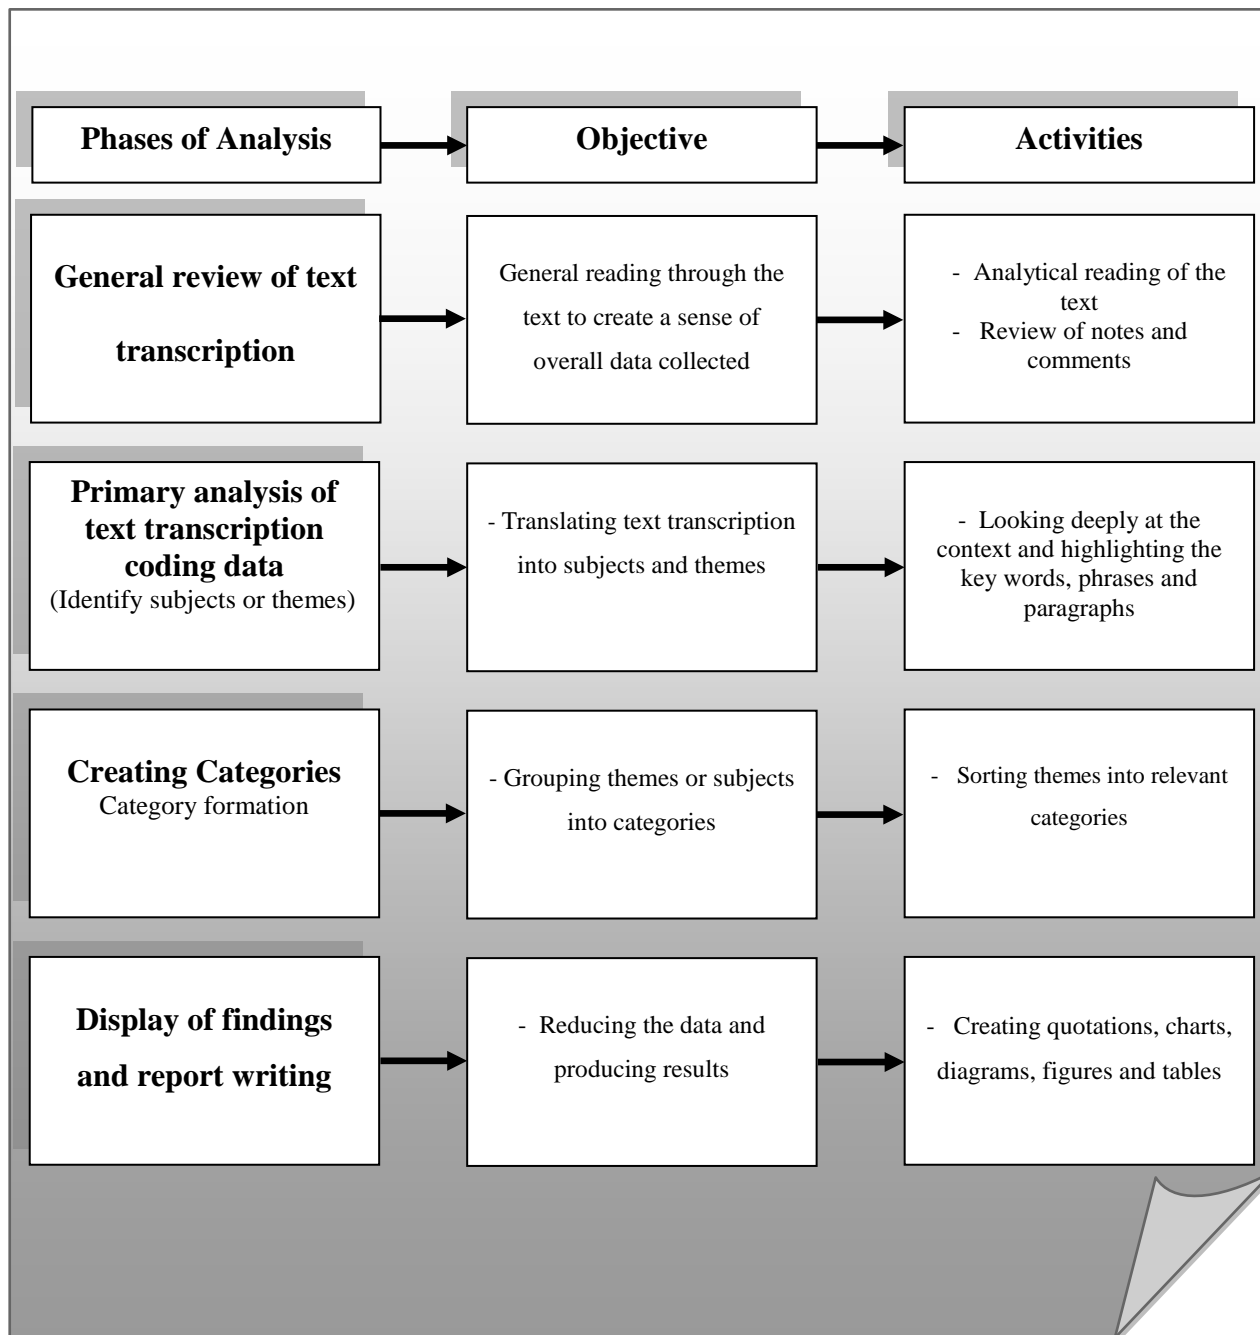 Phases of Analysis
Objective
Activities
General review of text
transcription
General reading through the
text to create a sense of
overall data collected
- Analytical reading of the
text
- Review of notes and
comments
Primary analysis of
text transcription
coding data
(Identify subjects or themes)
- Translating text transcription
into subjects and themes
- Looking deeply at the
context and highlighting the
key words, phrases and
paragraphs
Creating Categories
Category formation
- Grouping themes or subjects
into categories
- Sorting themes into relevant
categories
Display of findings
and report writing
- Reducing the data and
producing results
- Creating quotations, charts,
diagrams, figures and tables